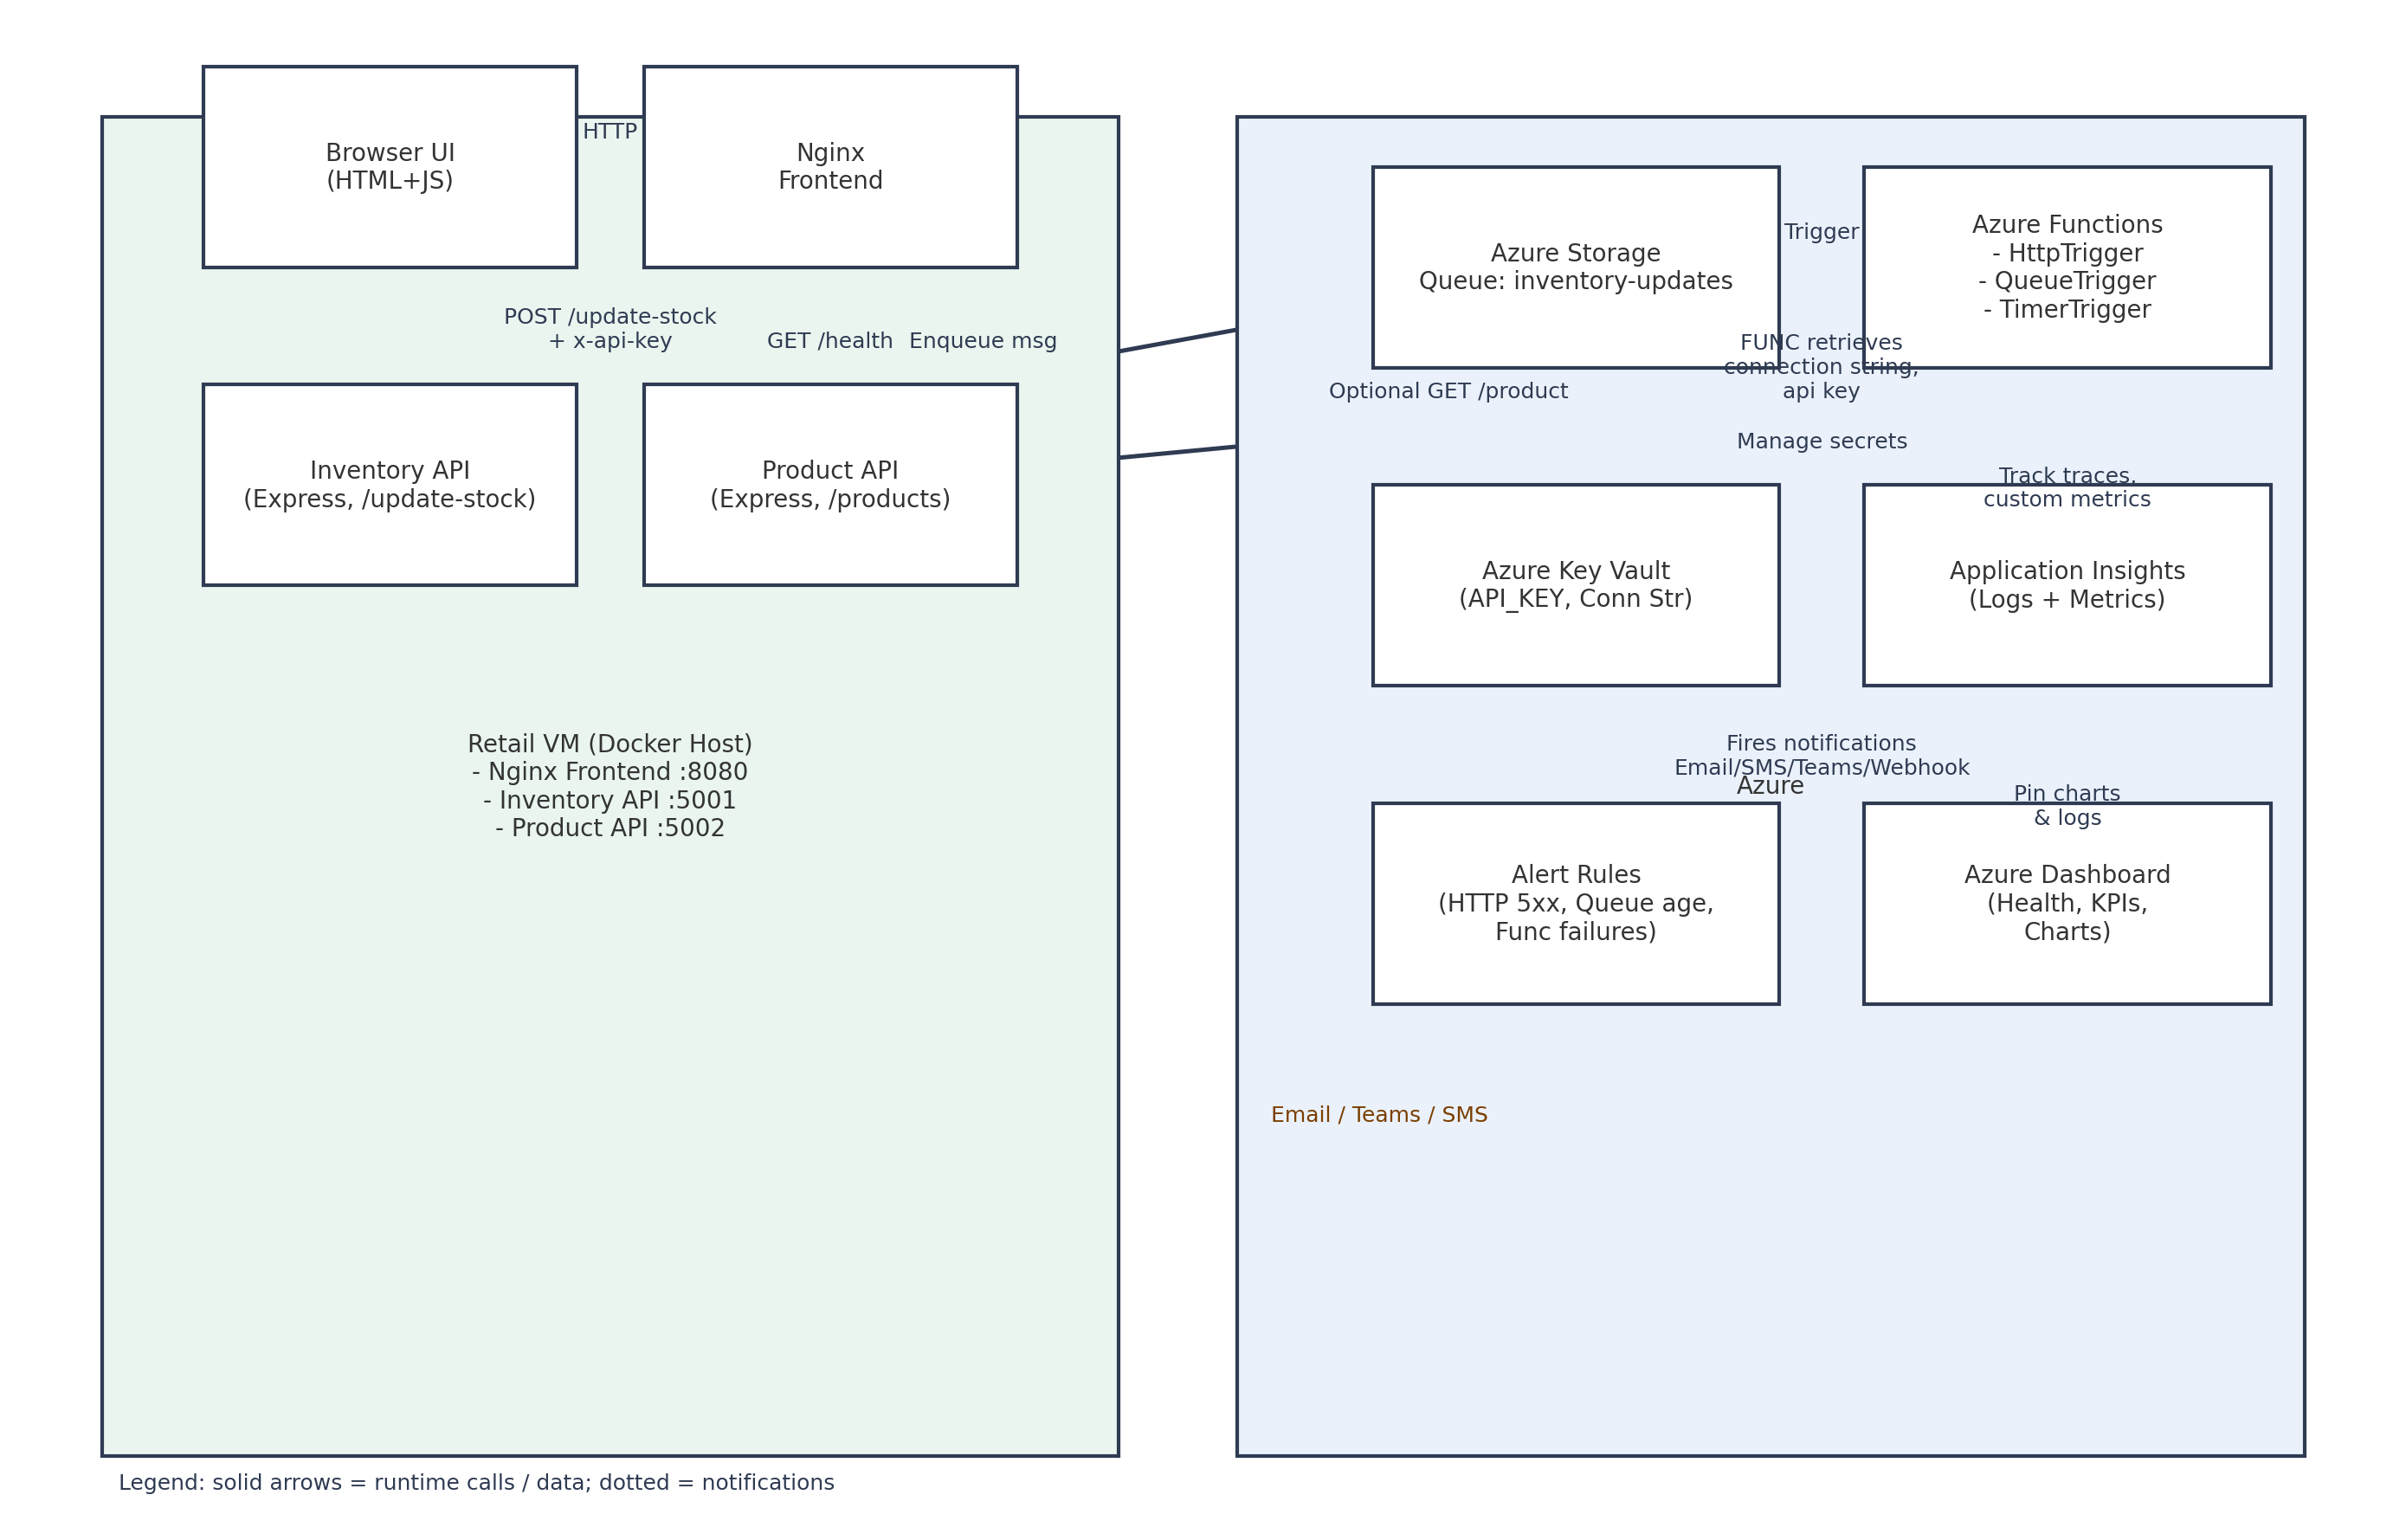 Browser UI
(HTML+JS)
HTTP
Nginx
Frontend
POST /update-stock
+ x-api-key
GET /health
Enqueue msg
Inventory API
(Express, /update-stock)
Product API
(Express, /products)
Retail VM (Docker Host)
- Nginx Frontend :8080
- Inventory API :5001
- Product API :5002
Azure Storage
Queue: inventory-updates
Trigger
Azure Functions
- HttpTrigger
- QueueTrigger
- TimerTrigger
FUNC retrieves
connection string,
api key
Optional GET /product
Manage secrets
Track traces,
custom metrics
Azure Key Vault
(API_KEY, Conn Str)
Application Insights
(Logs + Metrics)
Fires notifications
Email/SMS/Teams/Webhook
Azure
Pin charts
& logs
Alert Rules
(HTTP 5xx, Queue age,
Func failures)
Azure Dashboard
(Health, KPIs,
Charts)
Email / Teams / SMS
Legend: solid arrows = runtime calls / data; dotted = notifications